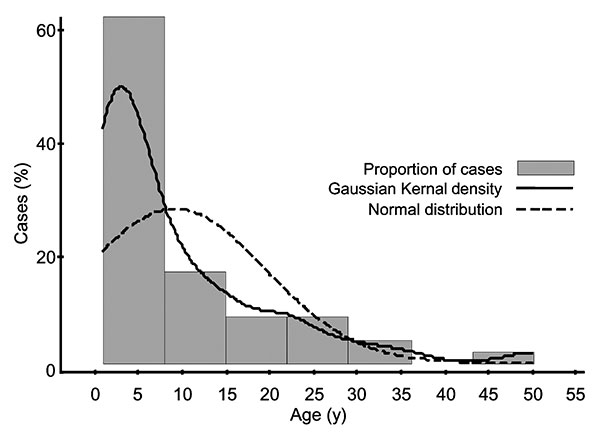 60
40
20
0
Cases (%)
Proportion of cases
Gaussian Kernal density
Normal distribution
0 5 10 15 20 25 30 35 40 45 50 55
Age (y)